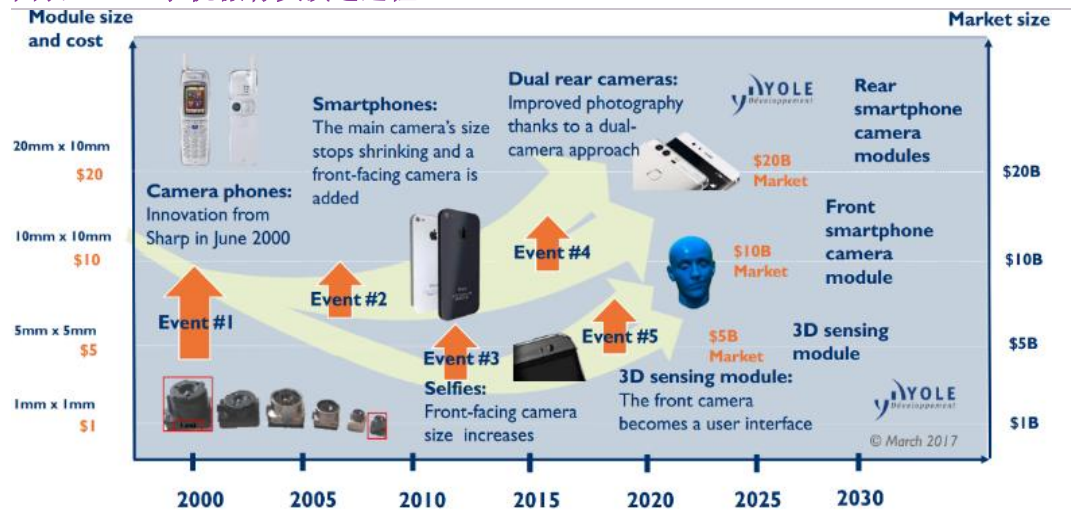 Module size
and cost
Market size
20mm x 10mm
$20
10mm x 10mm
$10
5mm x 5mm
$5
1mm x 1mm
$1
Camera phones:
Innovation from
Sharp in June 2000
Smartphones:
The main camera's size
stops shrinking and a
front-facing camera is
added
Dual rear cameras:
Improved photography
thanks to a dual-
camera approach
YOLE
Développement
Rear
smartphone
camera
modules
$20B
Market
Front
smartphone
camera
module
$10B
Market
Event #1
Event #2
Event #3
Event #4
Event #5
Selfies:
Front-facing camera
size increases
$5B
Market
3D sensing
module
3D sensing module:
The front camera
becomes a user interface
YOLE
Développement
© March 2017
$20B
$10B
$5B
$1B
2000
2005
2010
2015
2020
2025
2030